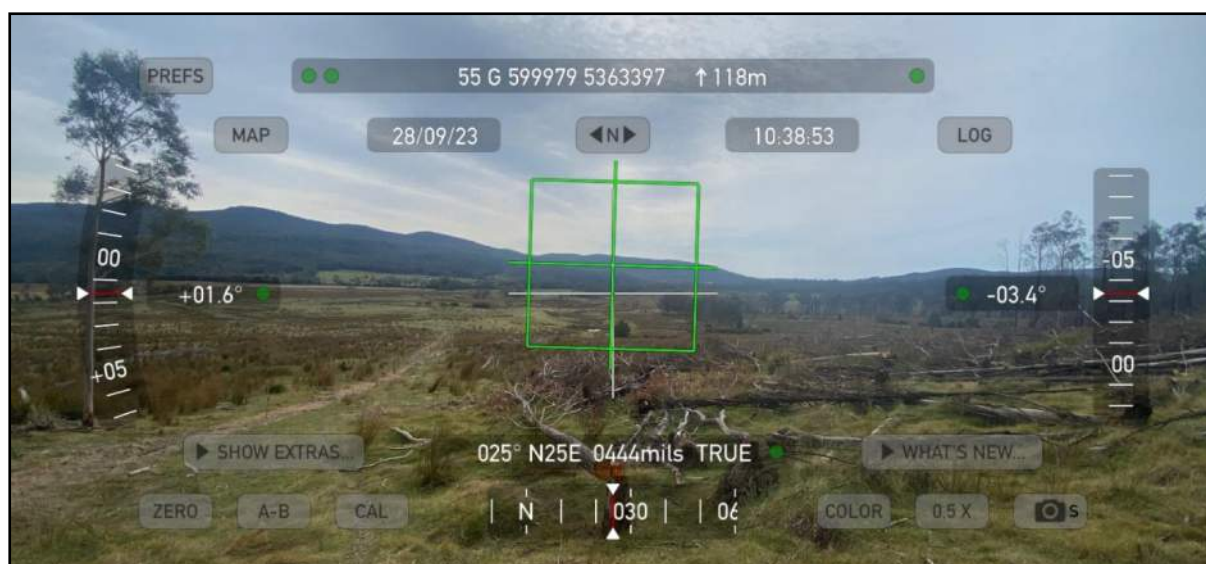 PREFS 55 G 599979 5363397 ↑118m
MAP 28/09/23 ◀N▶ 10:38:53 LOG
00 -05
+01.6° -03.4°
+05 00
▶ SHOW EXTRAS... 025° N25E 0444mils TRUE ▶ WHAT'S NEW...
ZERO A-B CAL N 030 06 COLOR 0.5 X S